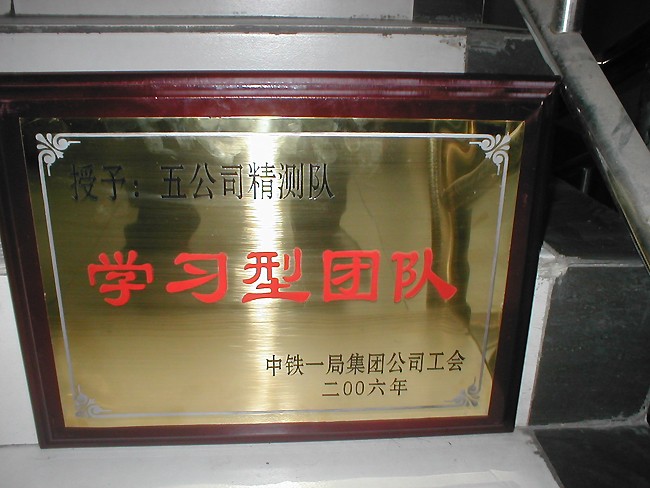 授予：五公司精测队
学习型团队
中铁一局集团公司工会
二00六年